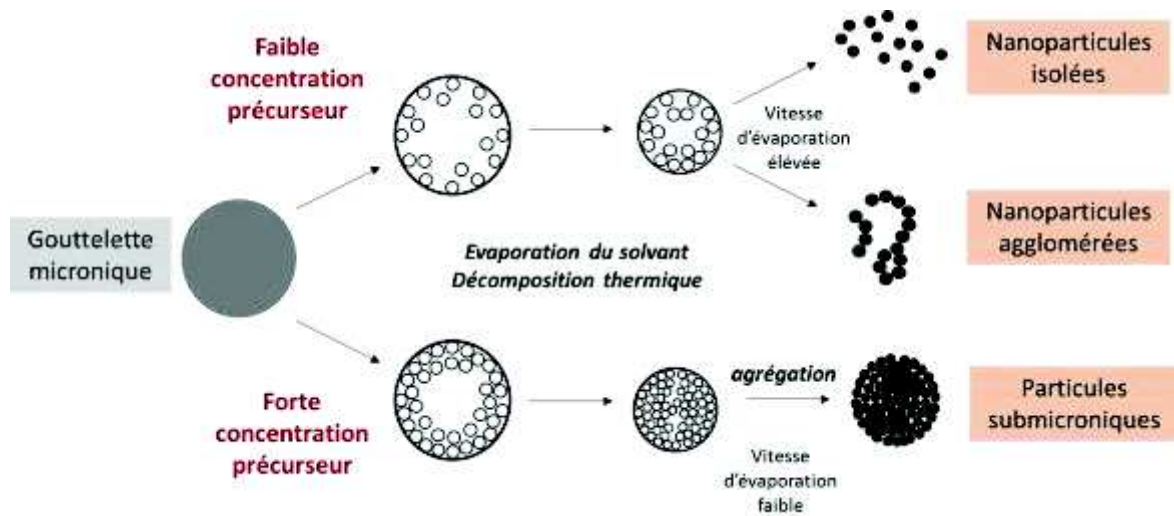 Faible
concentration
précurseur
Nanoparticules
isolées
Vitesse
d'évaporation
élévée
Gouttelette
micronique
Evaporation du solvant
Décomposition thermique
Nanoparticules
agglomérées
Forte
concentration
précurseur
agrégation
Vitesse
d'évaporation
faible
Particules
submicroniques